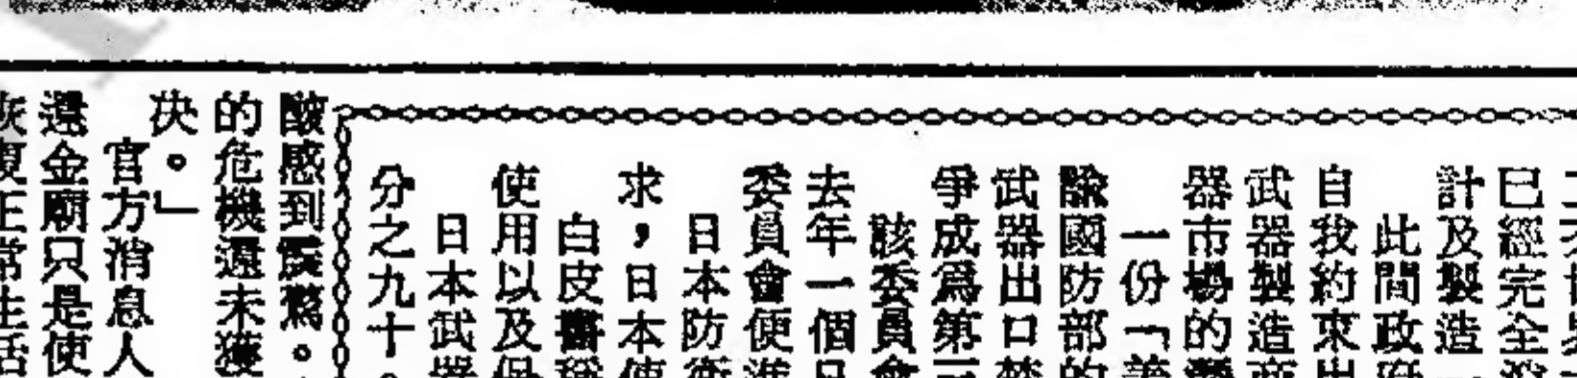 已經完全
計及製造
此間政府
自我約束出
武器製造商
器市場的
一份「美
除國防部的
武器出口禁
爭成為第
該委員會
去年一個
委員會便
日本防衛
求，日本
白皮書稱
使用以及
日本武器
分之九十
感到震驚。
的危機還未獲
決。」
官方消息人
還金廟只是使
恢復正常生活